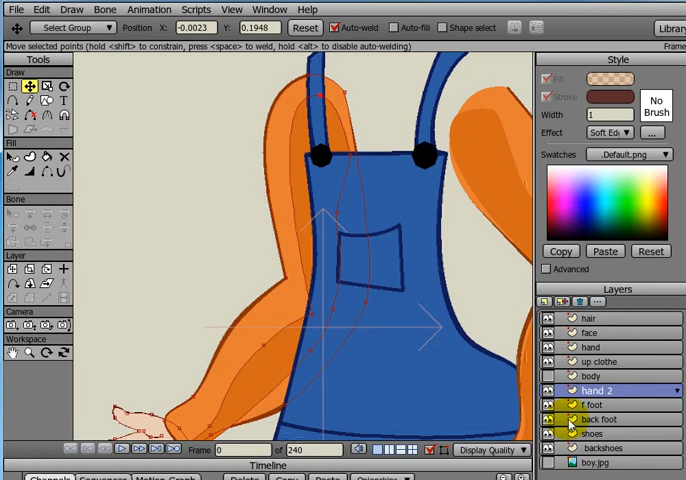 File Edit Draw Bone Animation Scripts View Window Help
Select Group Position X: -0.0023 Y: 0.1948 Reset Auto-weld Auto-fill Shape select Library
Move selected points (hold <shift> to constrain, press <space> to weld, hold <alt> to disable auto-welding) Frame
Tools
Draw
T
Fill
Bone
Layer
Camera
Workspace
Style
Fill
Stroke
No
Brush
Width 1
Effect Soft Ed ...
Swatches .Default.png
Copy Paste Reset
Advanced
Layers
...
hair
face
hand
up clothe
body
hand 2
f foot
back foot
shoes
backshoes
boy.jpg
Frame 0 of 240 Display Quality
Timeline
Channels Sequencer Motion Graph Delete Copy Paste